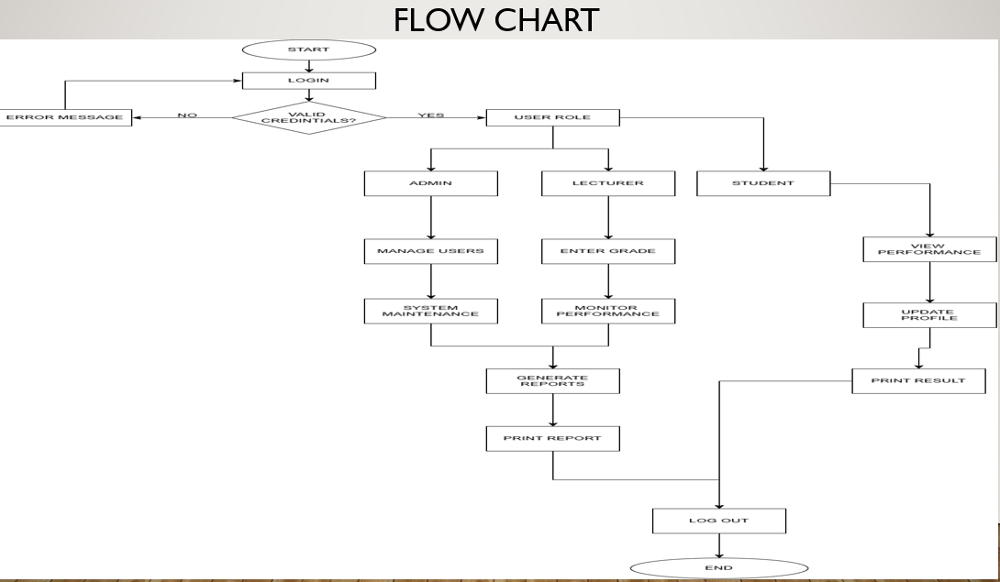 FLOW CHART
START
LOGIN
ERROR MESSAGE
NO
VALID
CREDINTIALS?
YES
USER ROLE
ADMIN
LECTURER
STUDENT
MANAGE USERS
ENTER GRADE
VIEW
PERFORMANCE
SYSTEM
MAINTENANCE
MONITOR
PERFORMANCE
UPDATE
PROFILE
GENERATE
REPORTS
PRINT RESULT
PRINT REPORT
LOG OUT
END